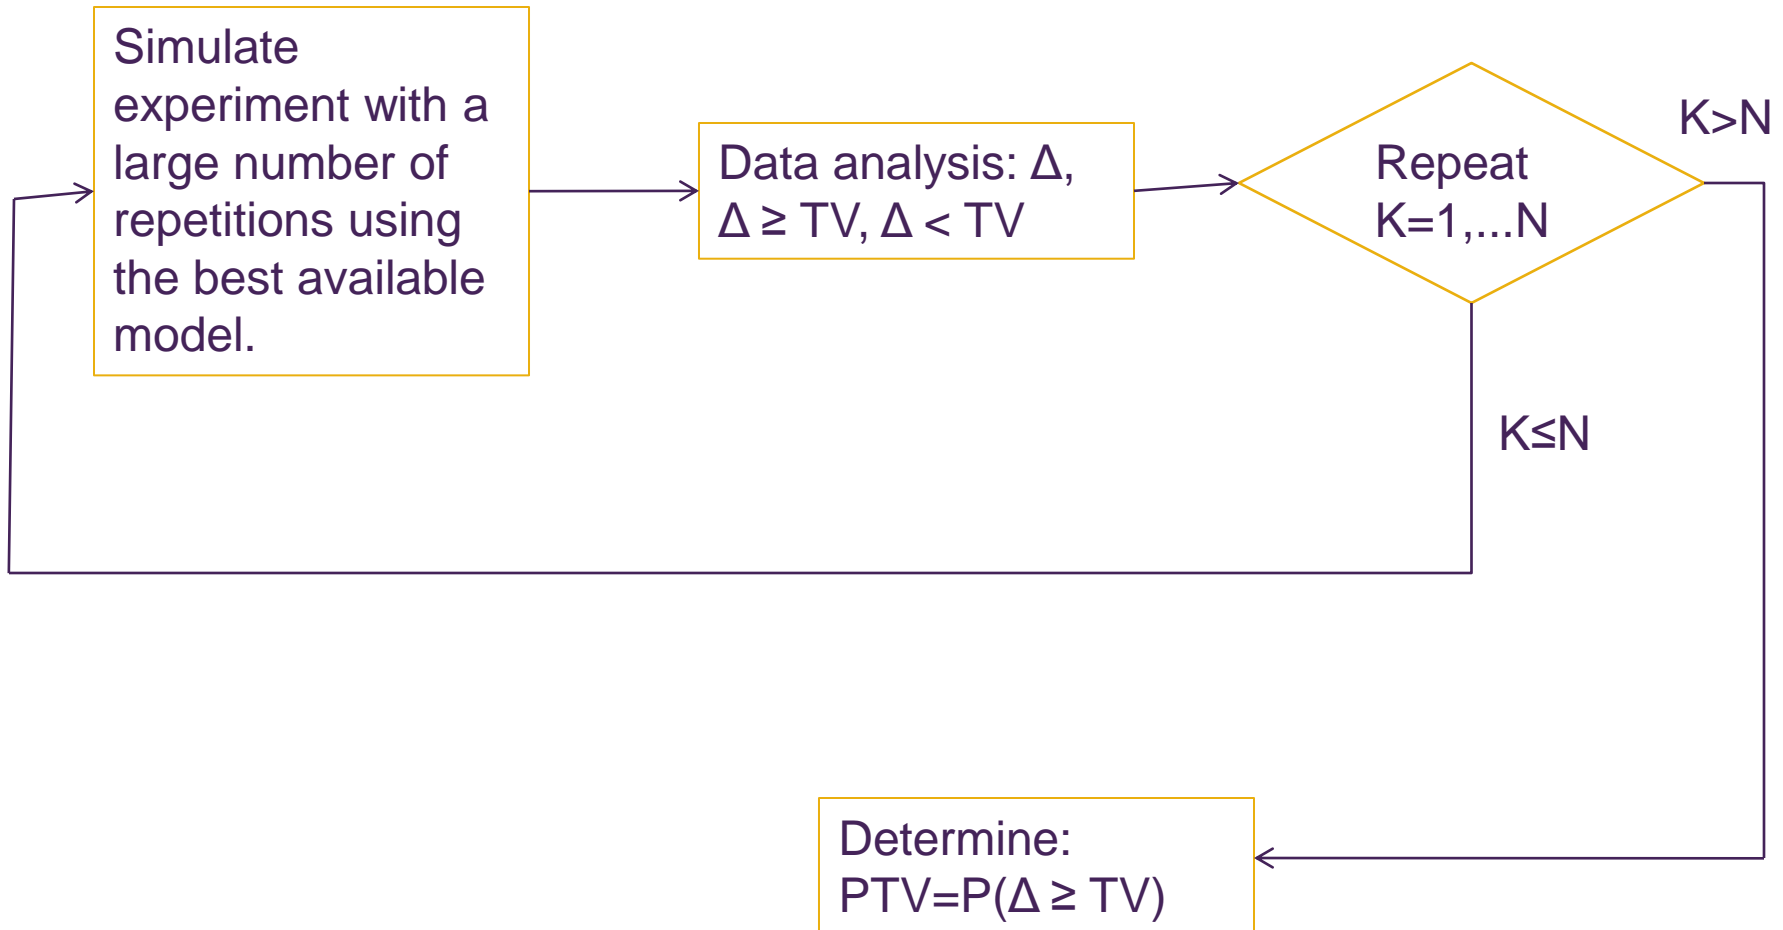 Simulate
experiment with a
large number of
repetitions using
the best available
model.
Data analysis: Δ,
Δ ≥ TV, Δ < TV
Repeat
K=1,...N
K>N
K≤N
Determine:
PTV=P(Δ ≥ TV)